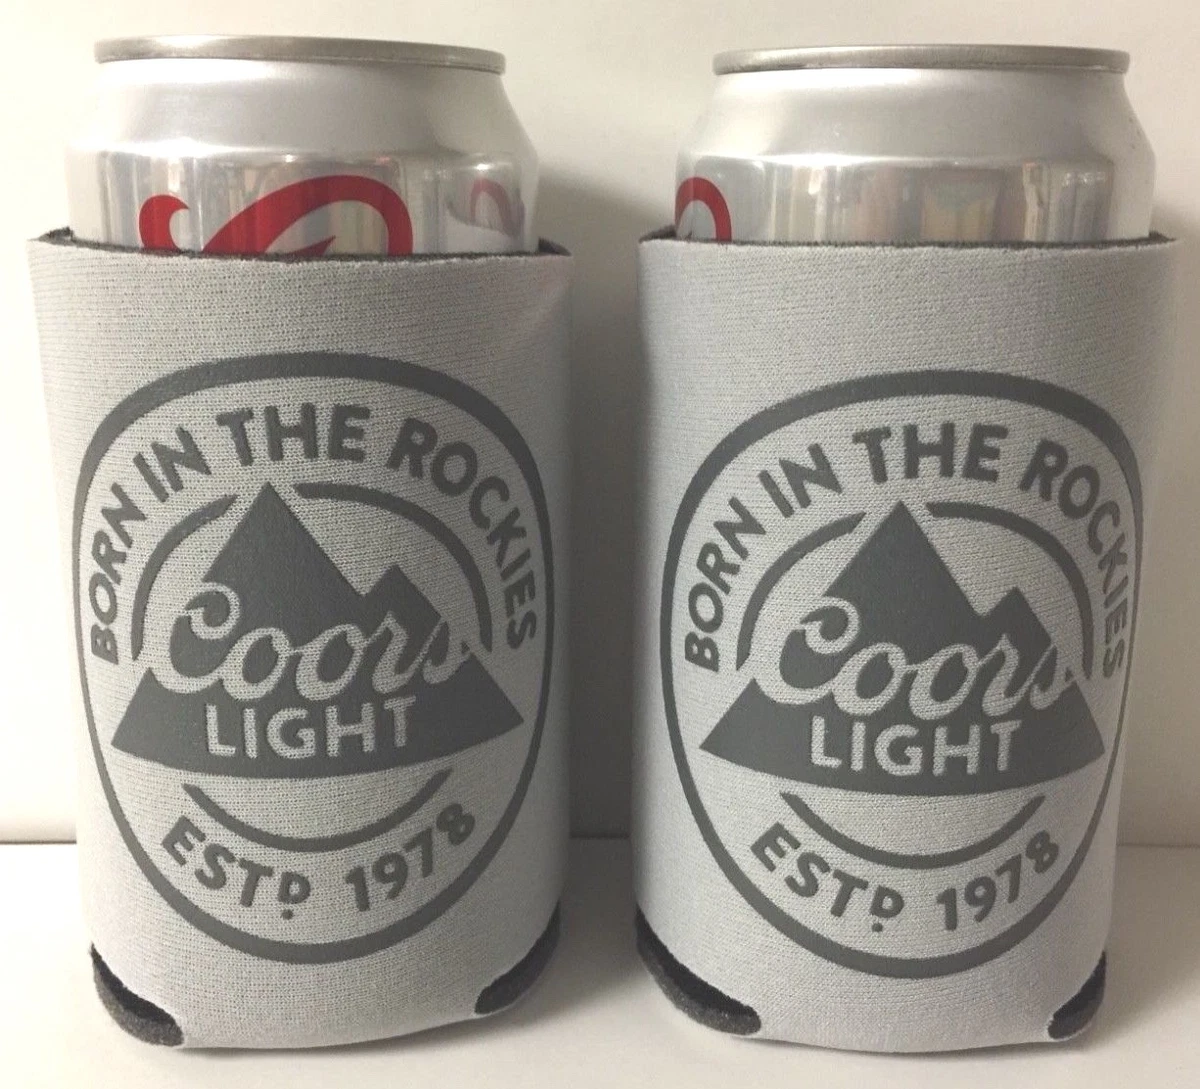 BORN IN THE ROCKIES
Coors
LIGHT
ESTD 1978
BORN IN THE ROCKIES
Coors
LIGHT
ESTD 1978